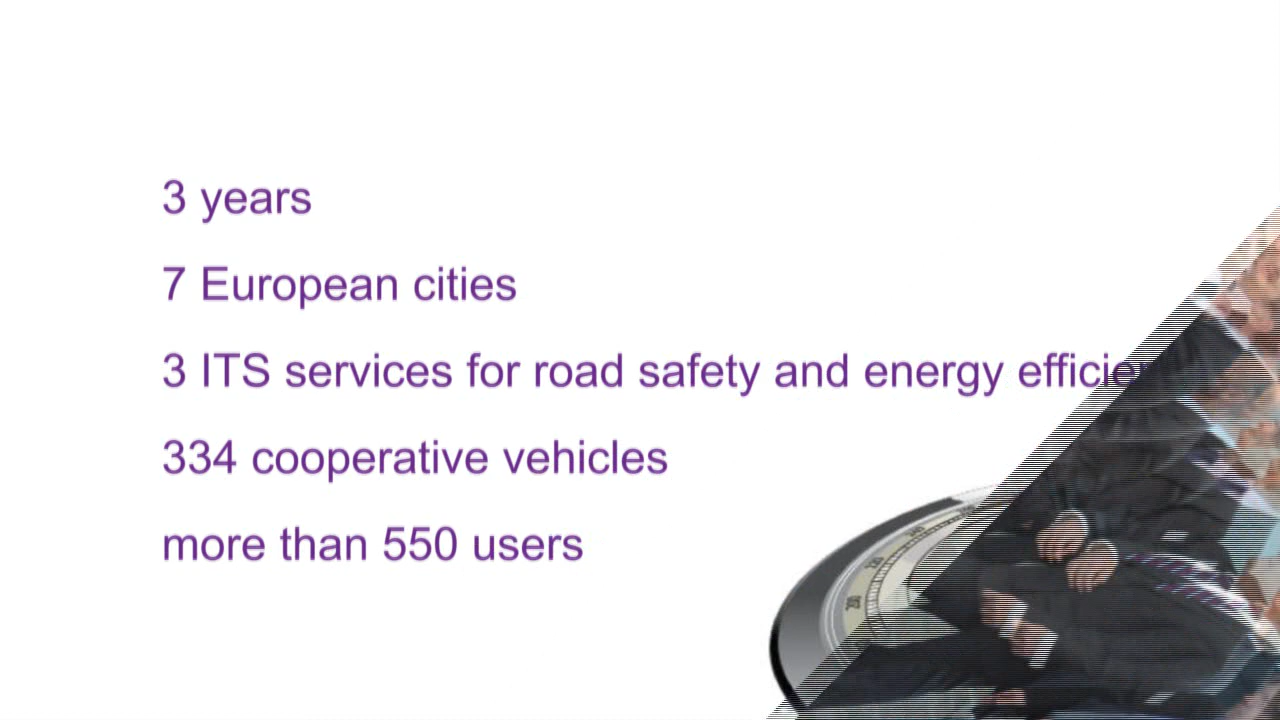 3 years
7 European cities
3 ITS services for road safety and energy
334 cooperative vehicles
more than 550 users